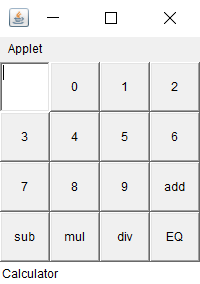 Applet
0 1 2
3 4 5 6
7 8 9 add
sub mul div EQ
Calculator